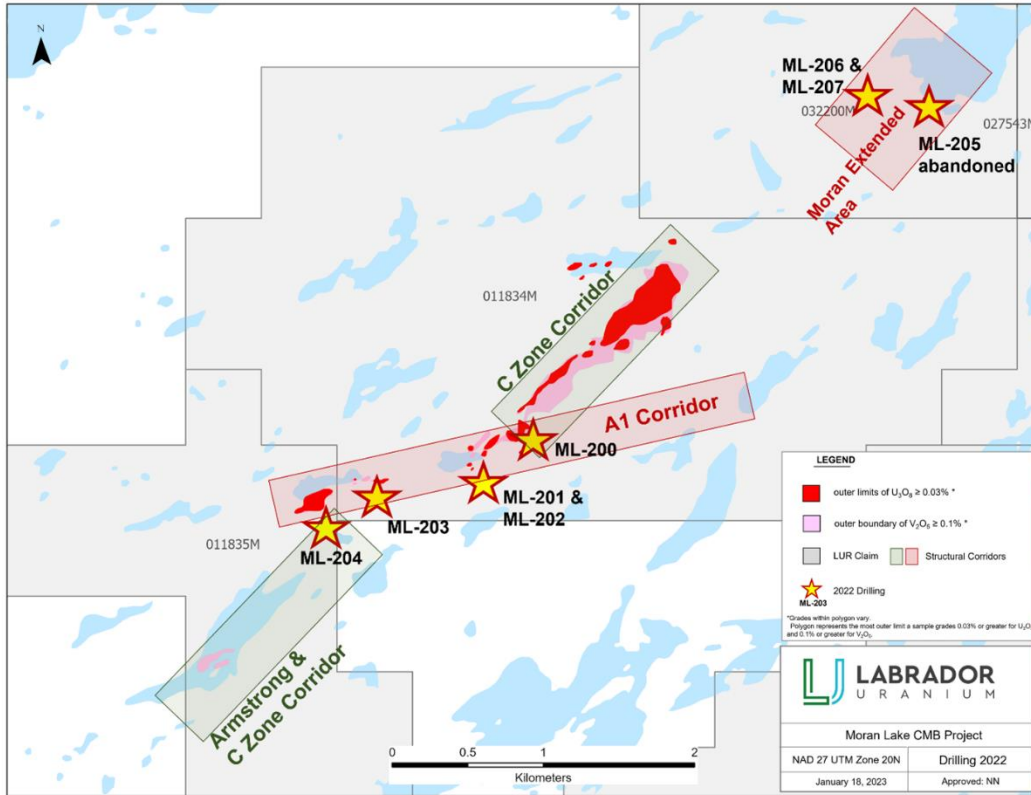 N
ML-206 &
ML-207
032200M
027543M
ML-205
abandoned
Moran Extended
Area
011834M
C Zone Corridor
A1 Corridor
ML-200
ML-201 &
ML-202
ML-203
011835M
ML-204
Armstrong &
C Zone Corridor
0 0.5 1 2
Kilometers
LEGEND
outer limits of U₃O₈ ≥ 0.03% *
outer boundary of V₂O₅ ≥ 0.1% *
LUR Claim
Structural Corridors
2022 Drilling
ML-203
*Grades within polygon vary.
Polygon represents the most outer limit a sample grades 0.03% or greater for U₃O
and 0.1% or greater for V₂O₅.
LABRADOR
URANIUM
Moran Lake CMB Project
NAD 27 UTM Zone 20N
Drilling 2022
January 18, 2023
Approved: NN